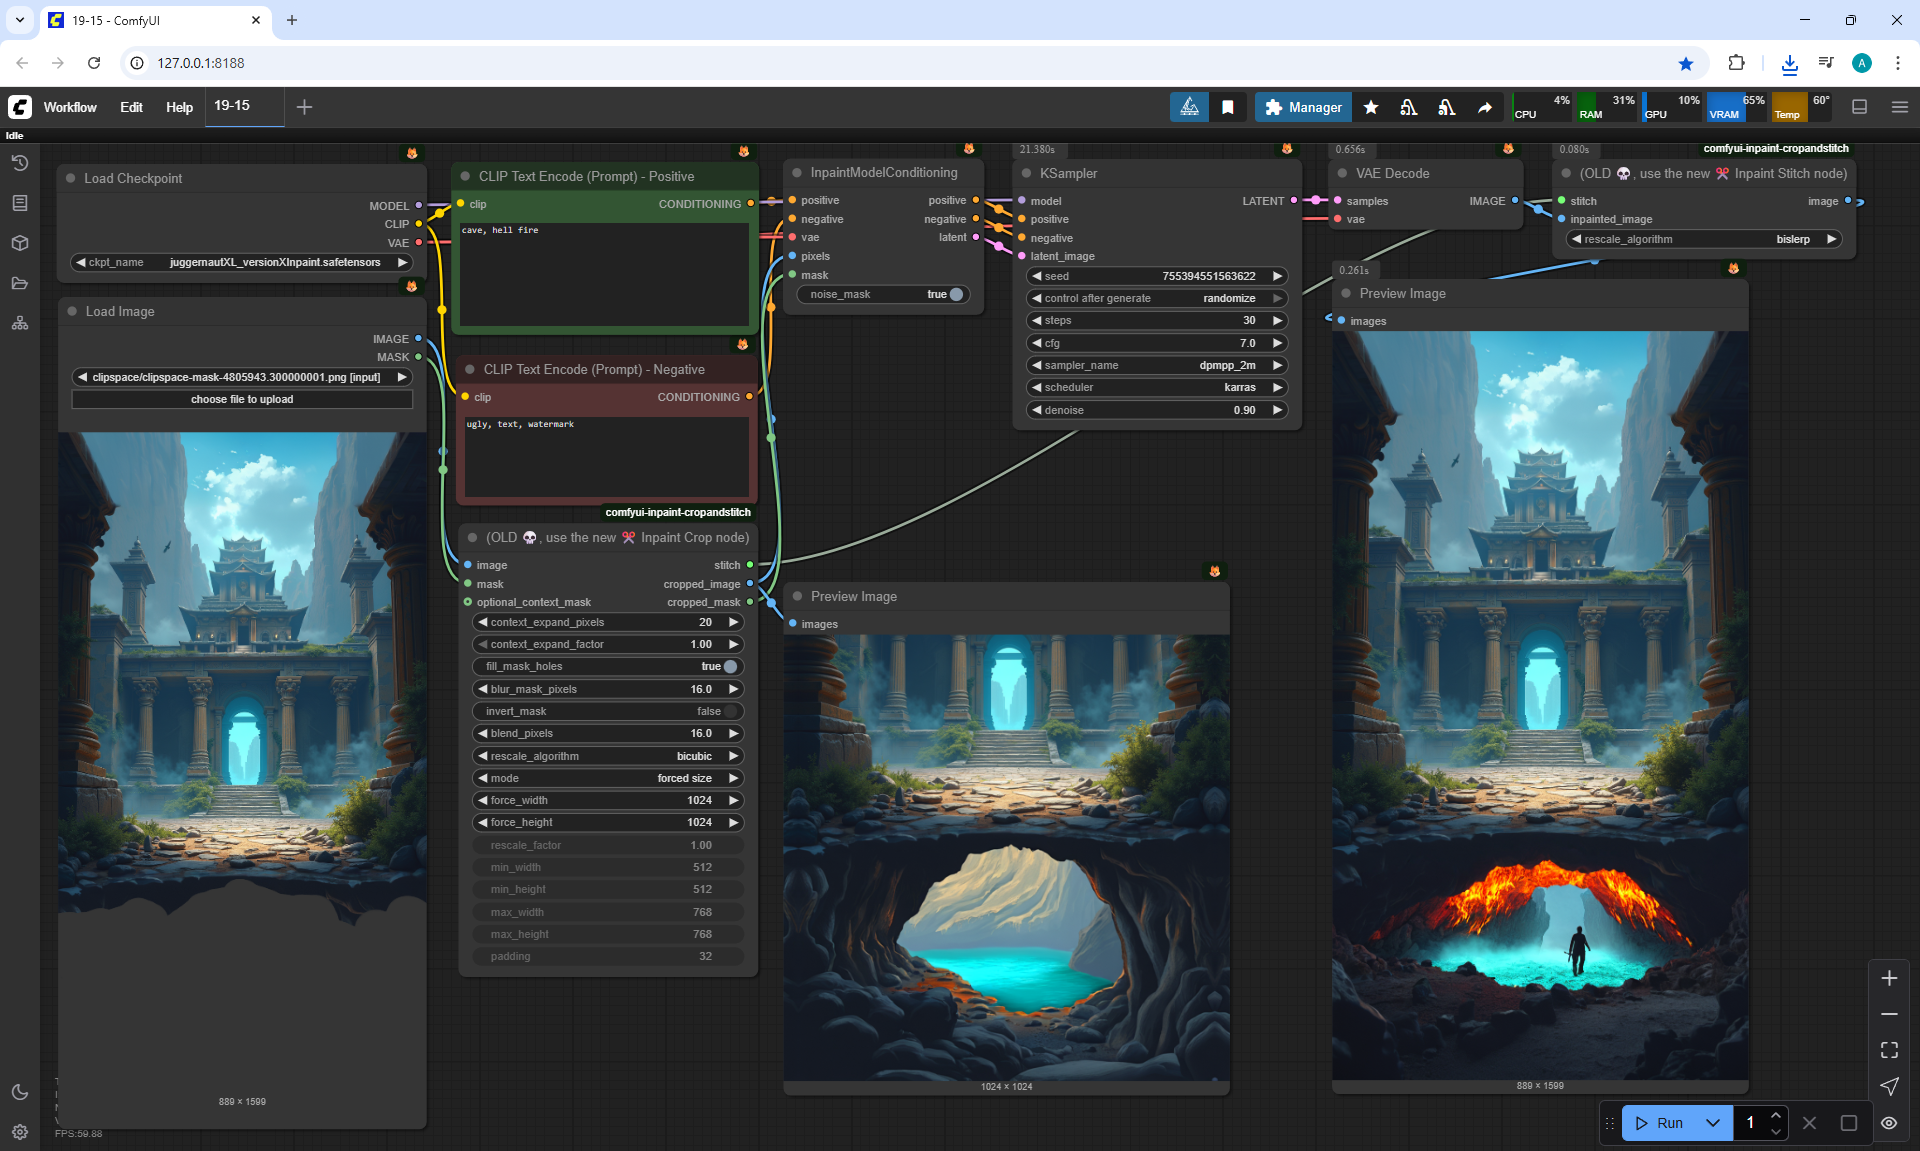 19-15 - ComfyUI
127.0.0.1:8188
A
Workflow
Edit
Help
19-15
Manager
4%
CPU
31%
RAM
10%
GPU
65%
VRAM
60°
Temp
Idle
Load Checkpoint
MODEL
CLIP
VAE
ckpt_name
juggernautXL_versionXInpaint.safetensors
Load Image
IMAGE
MASK
clipspace/clipspace-mask-4805943.300000001.png [input]
choose file to upload
889 × 1599
FPS:59.88
CLIP Text Encode (Prompt) - Positive
clip
CONDITIONING
cave, hell fire
CLIP Text Encode (Prompt) - Negative
clip
CONDITIONING
ugly, text, watermark
comfyui-inpaint-cropandstitch
(OLD 💀, use the new ✂️ Inpaint Crop node)
image
stitch
mask
cropped_image
optional_context_mask
cropped_mask
context_expand_pixels
20
context_expand_factor
1.00
fill_mask_holes
true
blur_mask_pixels
16.0
invert_mask
false
blend_pixels
16.0
rescale_algorithm
bicubic
mode
forced size
force_width
1024
force_height
1024
rescale_factor
1.00
min_width
512
min_height
512
max_width
768
max_height
768
padding
32
InpaintModelConditioning
positive
positive
negative
negative
vae
latent
pixels
mask
noise_mask
true
21.380s
KSampler
model
LATENT
positive
negative
latent_image
seed
755394551563622
control after generate
randomize
steps
30
cfg
7.0
sampler_name
dpmpp_2m
scheduler
karras
denoise
0.90
0.656s
VAE Decode
samples
IMAGE
vae
0.080s
comfyui-inpaint-cropandstitch
(OLD 💀, use the new ✂️ Inpaint Stitch node)
stitch
image
inpainted_image
rescale_algorithm
bislerp
Preview Image
images
1024 × 1024
0.261s
Preview Image
images
889 × 1599
Run
1